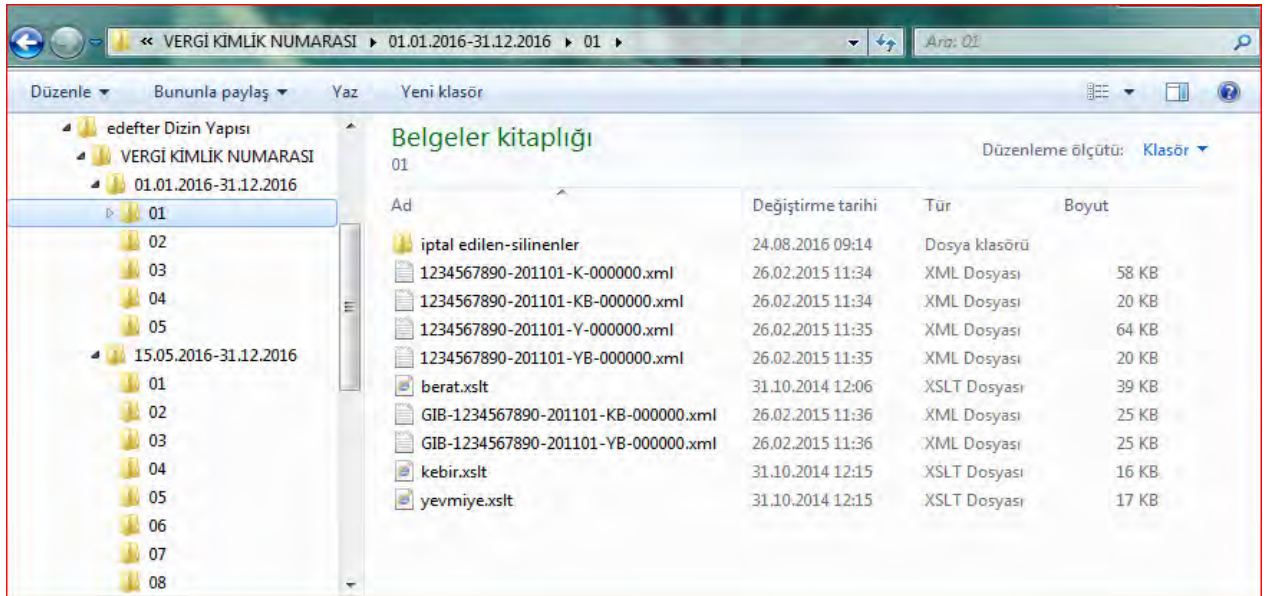 « VERGİ KİMLİK NUMARASI ▸ 01.01.2016-31.12.2016 ▸ 01 ▸ Ara: 01
Düzenle Bununla paylaş Yaz Yeni klasör
edefter Dizin Yapısı
VERGİ KİMLİK NUMARASI
01.01.2016-31.12.2016
01
02
03
04
05
15.05.2016-31.12.2016
01
02
03
04
05
06
07
08
Belgeler kitaplığı
01
Düzenleme ölçütü: Klasör
Ad Değiştirme tarihi Tür Boyut
iptal edilen-silinenler 24.08.2016 09:14 Dosya klasörü
1234567890-201101-K-000000.xml 26.02.2015 11:34 XML Dosyası 58 KB
1234567890-201101-KB-000000.xml 26.02.2015 11:34 XML Dosyası 20 KB
1234567890-201101-Y-000000.xml 26.02.2015 11:35 XML Dosyası 64 KB
1234567890-201101-YB-000000.xml 26.02.2015 11:35 XML Dosyası 20 KB
berat.xslt 31.10.2014 12:06 XSLT Dosyası 39 KB
GIB-1234567890-201101-KB-000000.xml 26.02.2015 11:36 XML Dosyası 25 KB
GIB-1234567890-201101-YB-000000.xml 26.02.2015 11:36 XML Dosyası 25 KB
kebir.xslt 31.10.2014 12:15 XSLT Dosyası 16 KB
yevmiye.xslt 31.10.2014 12:15 XSLT Dosyası 17 KB